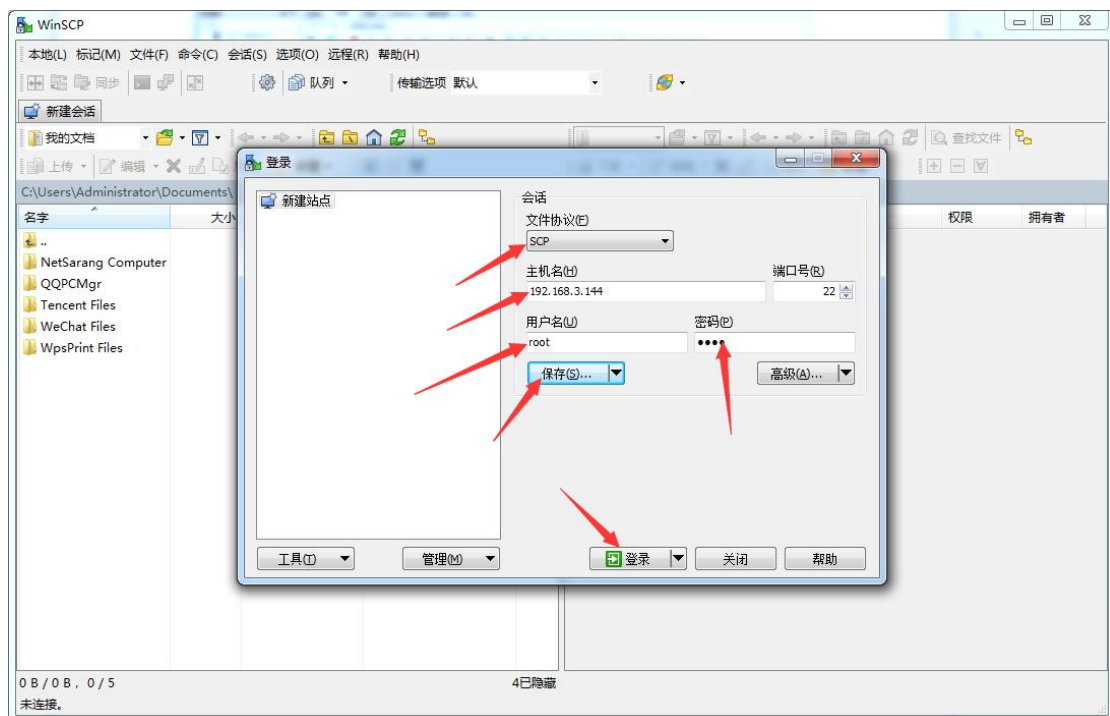 WinSCP
本地(L) 标记(M) 文件(F) 命令(C) 会话(S) 选项(O) 远程(R) 帮助(H)
同步 队列 传输选项 默认
新建会话
我的文档 查找文件
上传 编辑
登录
C:\Users\Administrator\Documents\
名字 大小 权限 拥有者
..
NetSarang Computer
QQPCMgr
Tencent Files
WeChat Files
WpsPrint Files
新建站点
会话
文件协议(F)
SCP
主机名(H) 端口号(R)
192.168.3.144 22
用户名(U) 密码(P)
root ••••
保存(S)... 高级(A)...
工具(T) 管理(M) 登录 关闭 帮助
0 B / 0 B, 0 / 5 4已隐藏
未连接。